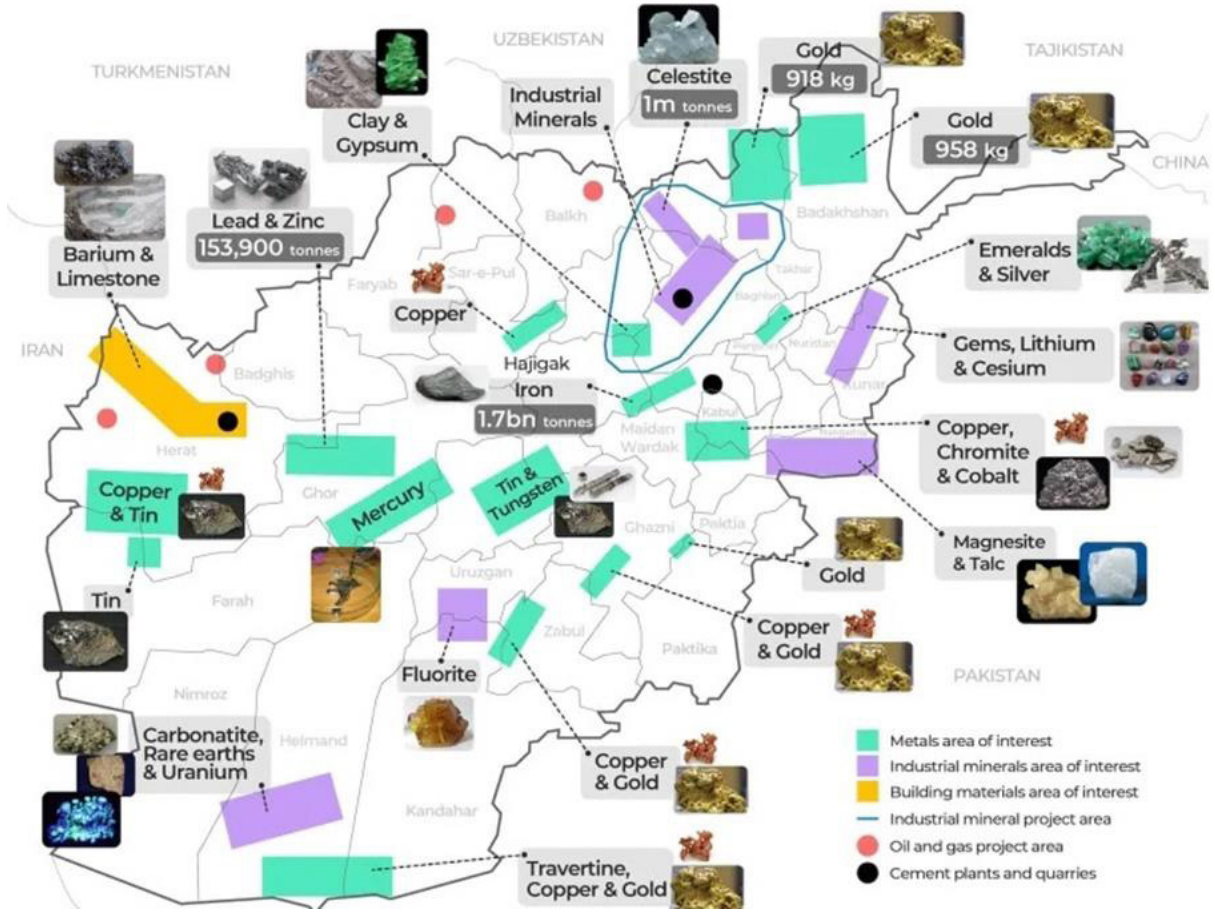 UZBEKISTAN
TAJIKISTAN
TURKMENISTAN
CHINA
IRAN
PAKISTAN
Gold
918 kg
Celestite
1m tonnes
Industrial
Minerals
Gold
958 kg
Clay &
Gypsum
Lead & Zinc
153,900 tonnes
Barium &
Limestone
Balkh
Badakhshan
Emeralds
& Silver
Faryab
Sar-e-Pul
Takhar
Baghlan
Copper
Gems, Lithium
& Cesium
Nuristan
Hajigak
Iron
1.7bn tonnes
Badghis
Kunar
Kabul
Maidan
Wardak
Copper,
Chromite
& Cobalt
Herat
Ghor
Copper
& Tin
Mercury
Tin &
Tungsten
Ghazni
Paktia
Magnesite
& Talc
Gold
Tin
Farah
Uruzgan
Zabul
Copper
& Gold
Paktika
Fluorite
Nimroz
Helmand
Carbonatite,
Rare earths
& Uranium
Kandahar
Copper
& Gold
Travertine,
Copper & Gold
Metals area of interest
Industrial minerals area of interest
Building materials area of interest
Industrial mineral project area
Oil and gas project area
Cement plants and quarries